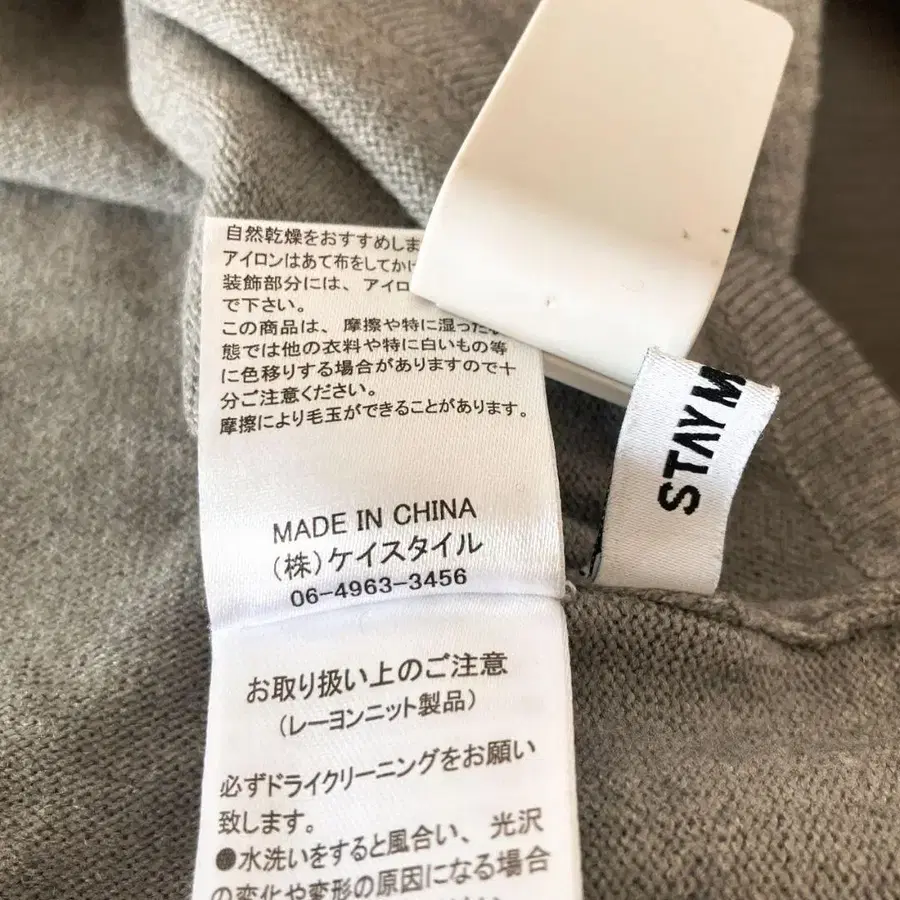 自然乾燥をおすすめしま
アイロンはあて布をしてか
装飾部分には、アイロ
で下さい。
この商品は、摩擦や特に湿った状
態では他の衣料や特に白いもの等
に色移りする場合がありますので十
分ご注意ください。
摩擦により毛玉ができることがあります。
MADE IN CHINA
(株)ケイスタイル
06-4963-3456
お取り扱い上のご注意
(レーヨンニット製品)
必ずドライクリーニングをお願い
致します。
●水洗いをすると風合い、光沢
の変化や変形の原因になる場合
STAY M